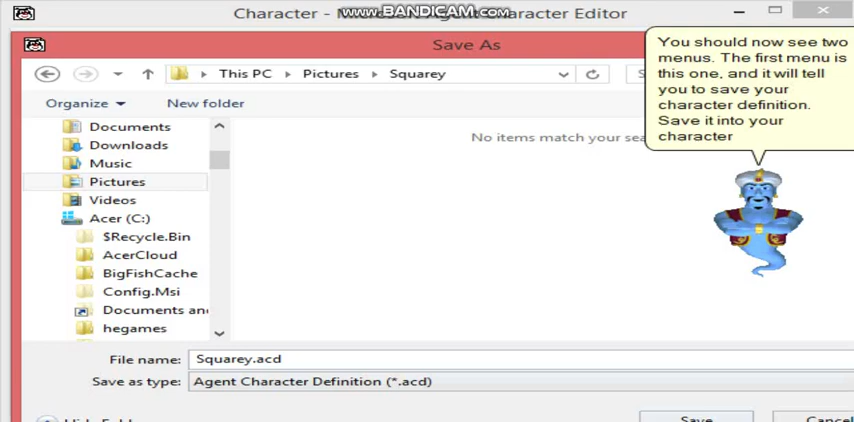 Character - Microsoft Agent Character Editor
www.BANDICAM.com
Save As
This PC
Pictures
Squarey
Organize
New folder
Documents
Downloads
Music
Pictures
Videos
Acer (C:)
$Recycle.Bin
AcerCloud
BigFishCache
Config.Msi
Documents an
hegames
No items match your sea
You should now see two
menus. The first menu is
this one, and it will tell
you to save your
character definition.
Save it into your
character
File name:
Squarey.acd
Save as type:
Agent Character Definition (*.acd)
Save
Cancel